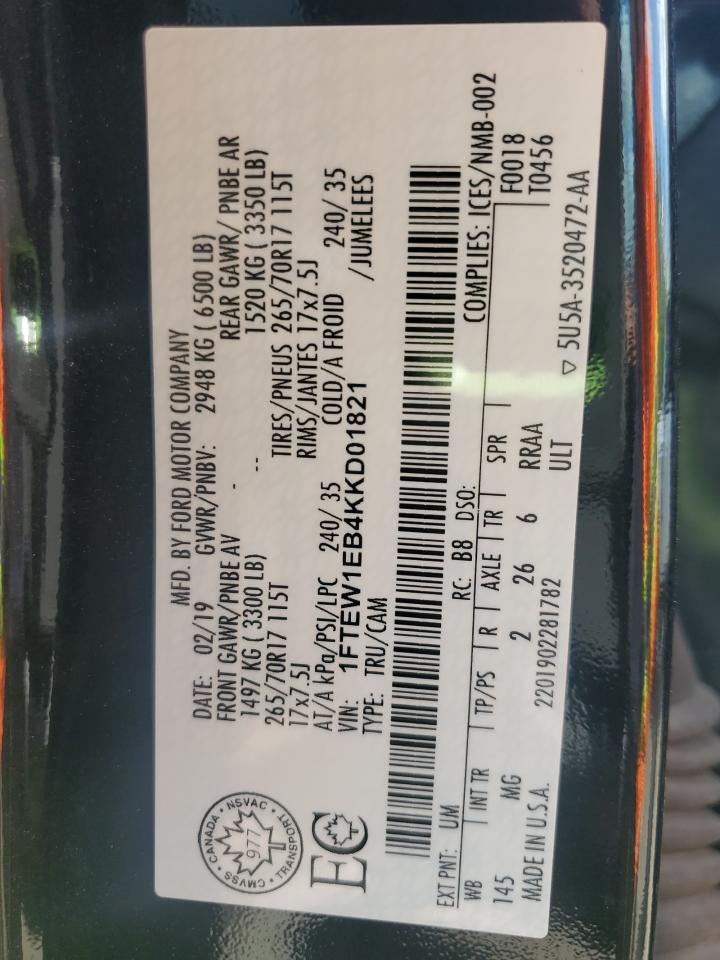 MFD. BY FORD MOTOR COMPANY
DATE: 02/19 GVWR/PNBV: 2948 KG ( 6500 LB)
FRONT GAWR/PNBE AV REAR GAWR/ PNBE AR
1497 KG ( 3300 LB) - 1520 KG ( 3350 LB)
265/70R17 115T -- TIRES/PNEUS 265/70R17 115T
17x7.5J RIMS/JANTES 17x7.5J
AT/A kPa/PSI/LPC 240/ 35 COLD/A FROID 240/ 35
VIN: 1FTEW1EB4KKD01821 /JUMELEES
TYPE: TRU/CAM
CMVSS • CANADA • NSVAC • TRANSPORT •
977
EC
COMPLIES: ICES/NMB-002
EXT PNT: UM RC: B8 DSO: F0018
WB INT TR TP/PS R AXLE TR SPR T0456
145 MG 2 26 6 RRAA
MADE IN U.S.A. 2201902281782 ULT ▽ 5U5A-3520472-AA